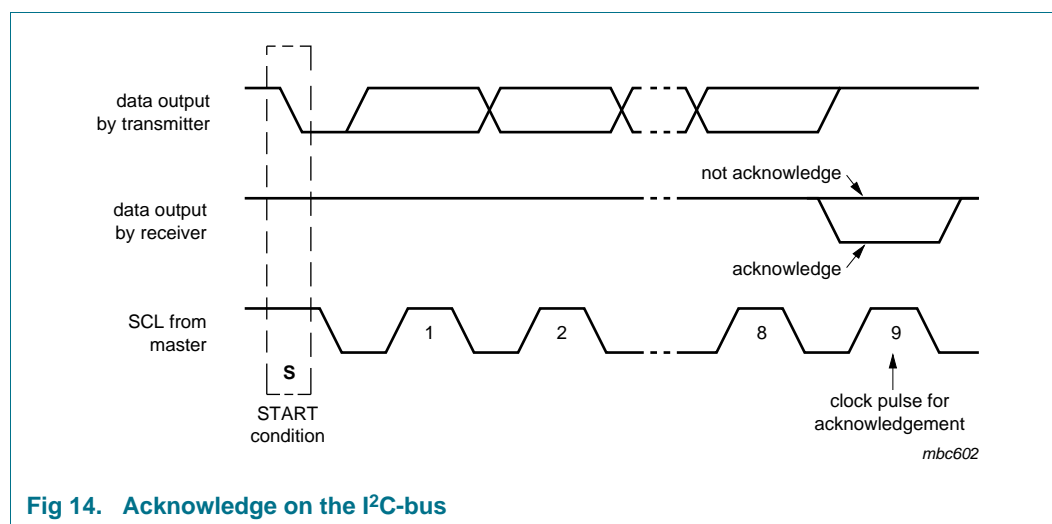 data output
by transmitter
not acknowledge
data output
by receiver
acknowledge
SCL from
master
1
2
8
9
S
START
condition
clock pulse for
acknowledgement
mbc602
Fig 14. Acknowledge on the I²C-bus